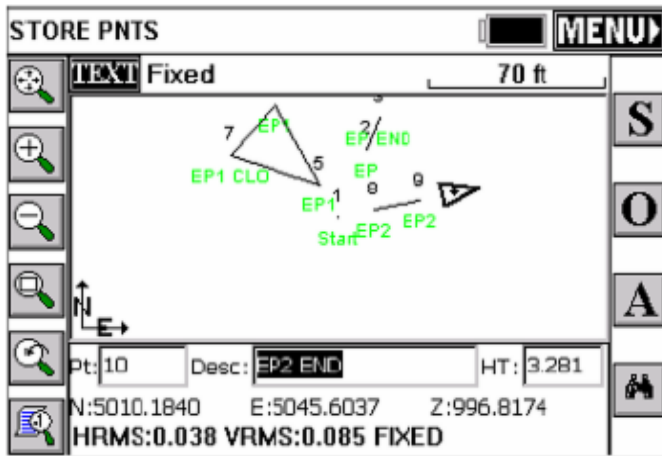 STORE PNTS MENU
TEXT Fixed 70 ft
S
O
A
7 EP1 2 EP END
EP1 CLO 5 EP
EP1 1 8 9
Start EP2 EP2
N
E
Pt: 10 Desc: EP2 END HT: 3.281
N:5010.1840 E:5045.6037 Z:996.8174
HRMS:0.038 VRMS:0.085 FIXED